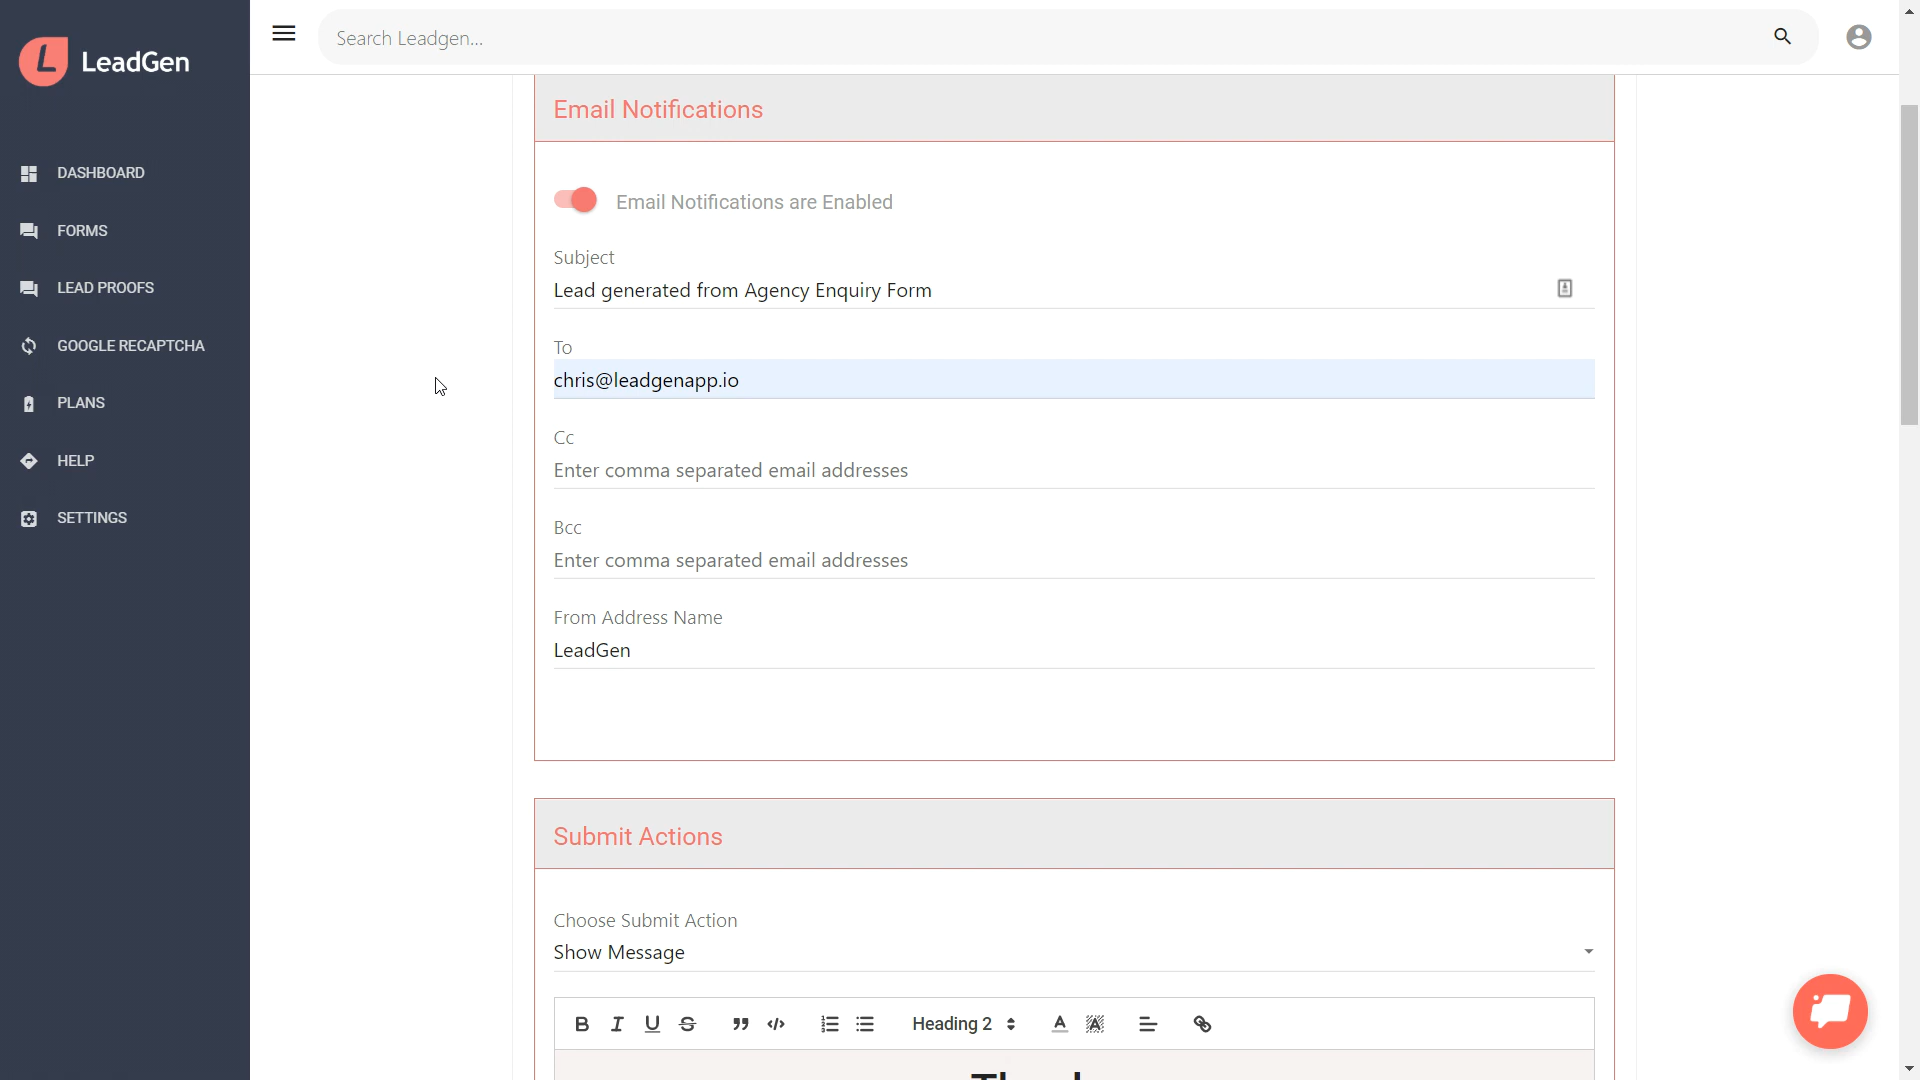 LeadGen
Search Leadgen...
DASHBOARD
FORMS
LEAD PROOFS
GOOGLE RECAPTCHA
PLANS
HELP
SETTINGS
Email Notifications
Email Notifications are Enabled
Subject
Lead generated from Agency Enquiry Form
To
chris@leadgenapp.io
Cc
Enter comma separated email addresses
Bcc
Enter comma separated email addresses
From Address Name
LeadGen
Submit Actions
Choose Submit Action
Show Message
Heading 2